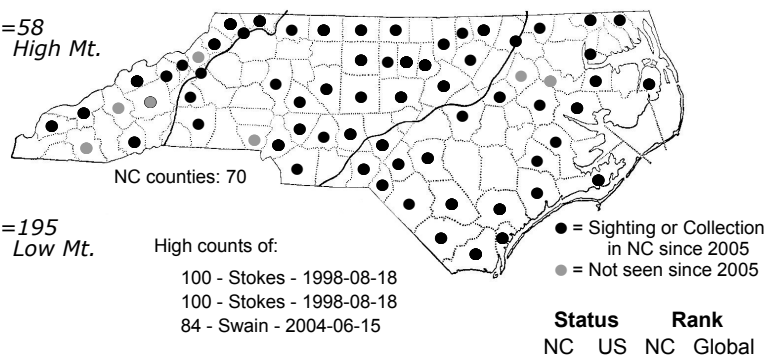 =58
High Mt.
NC counties: 70
=195
Low Mt.
High counts of:
100 - Stokes - 1998-08-18
100 - Stokes - 1998-08-18
84 - Swain - 2004-06-15
= Sighting or Collection
in NC since 2005
= Not seen since 2005
Status Rank
NC US NC Global